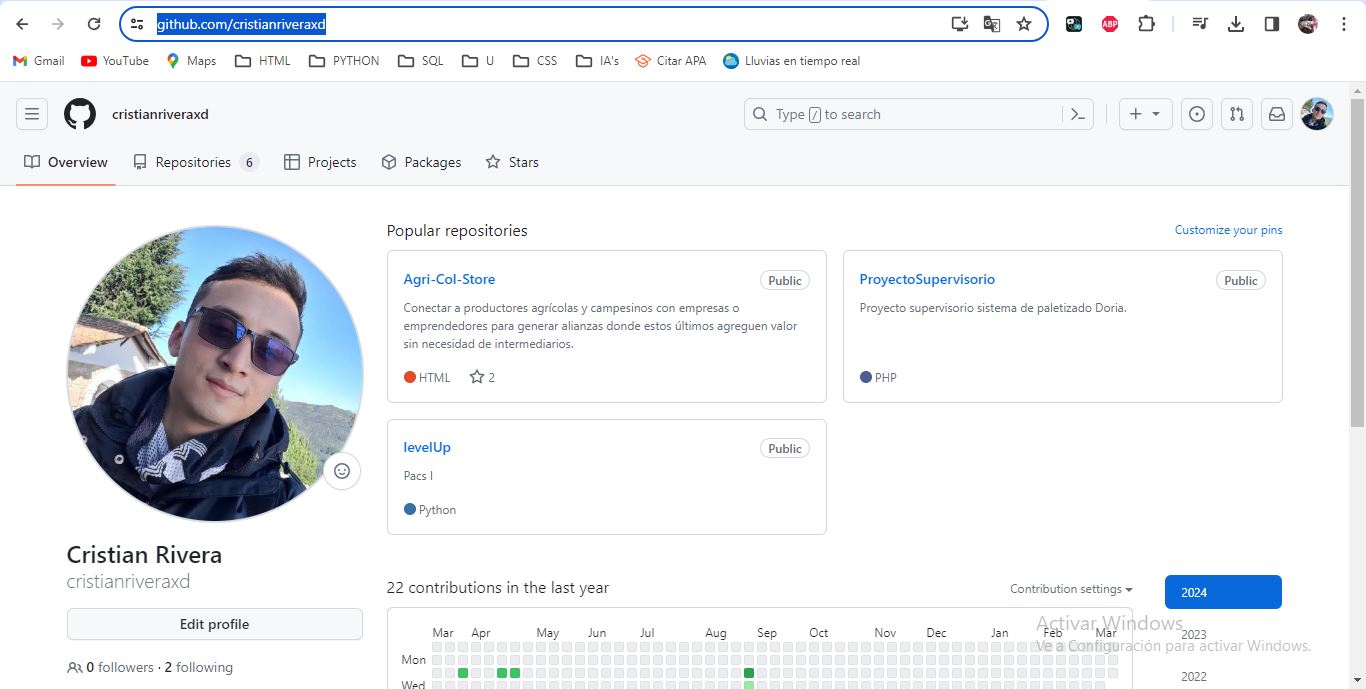 github.com/cristianriveraxd
ABP
Gmail YouTube Maps HTML PYTHON SQL U CSS IA's Citar APA Lluvias en tiempo real
cristianriveraxd
Type / to search
Overview Repositories 6 Projects Packages Stars
Popular repositories
Customize your pins
Agri-Col-Store Public
Conectar a productores agrícolas y campesinos con empresas o
emprendedores para generar alianzas donde estos últimos agreguen valor
sin necesidad de intermediarios.
HTML 2
ProyectoSupervisorio Public
Proyecto supervisorio sistema de paletizado Doria.
PHP
levelUp Public
Pacs I
Python
Cristian Rivera
cristianriveraxd
Edit profile
0 followers · 2 following
22 contributions in the last year
Contribution settings
2024
2023
2022
Mar Apr May Jun Jul Aug Sep Oct Nov Dec Jan Feb Mar
Mon
Wed
Activar Windows
Ve a Configuración para activar Windows.